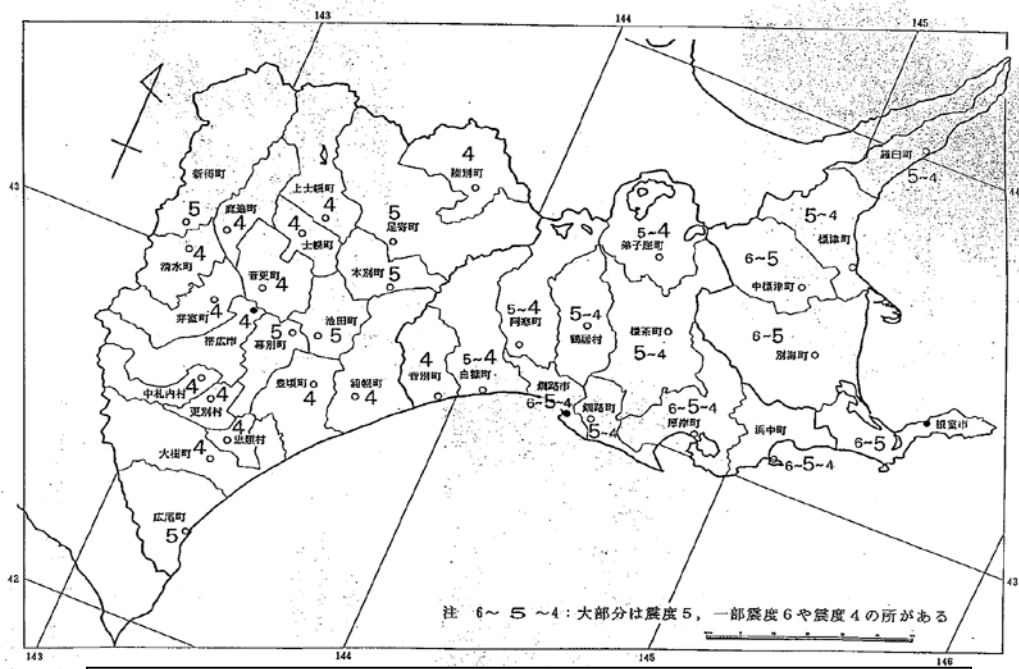 143
144
145
43
44
陸別町
4
新得町
5
鹿追町
4
上士幌町
4
士幌町
4
足寄町
5
羅臼町
5~4
標津町
5~4
弟子屈町
5~4
中標津町
6~5
清水町
4
音更町
4
本別町
5
芽室町
4
帯広市
4
幕別町
5
池田町
5
阿寒町
5~4
鶴居村
5~4
標茶町
5~4
別海町
6~5
中札内村
4
更別村
4
豊頃町
4
浦幌町
4
音別町
4
白糠町
5~4
釧路市
6~5~4
釧路町
5~4
厚岸町
6~5~4
浜中町
6~5~4
根室市
6~5
大樹町
4
忠類村
4
広尾町
5
42
43
注 6~5~4:大部分は震度5,一部震度6や震度4の所がある
143
144
145
146